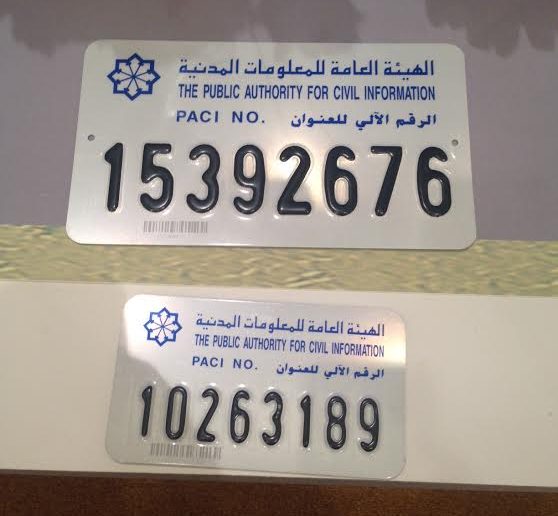 الهيئة العامة للمعلومات المدنية
THE PUBLIC AUTHORITY FOR CIVIL INFORMATION
PACI NO. الرقم الآلي للعنوان
15392676
الهيئة العامة للمعلومات المدنية
THE PUBLIC AUTHORITY FOR CIVIL INFORMATION
PACI NO. الرقم الآلي للعنوان
10263189